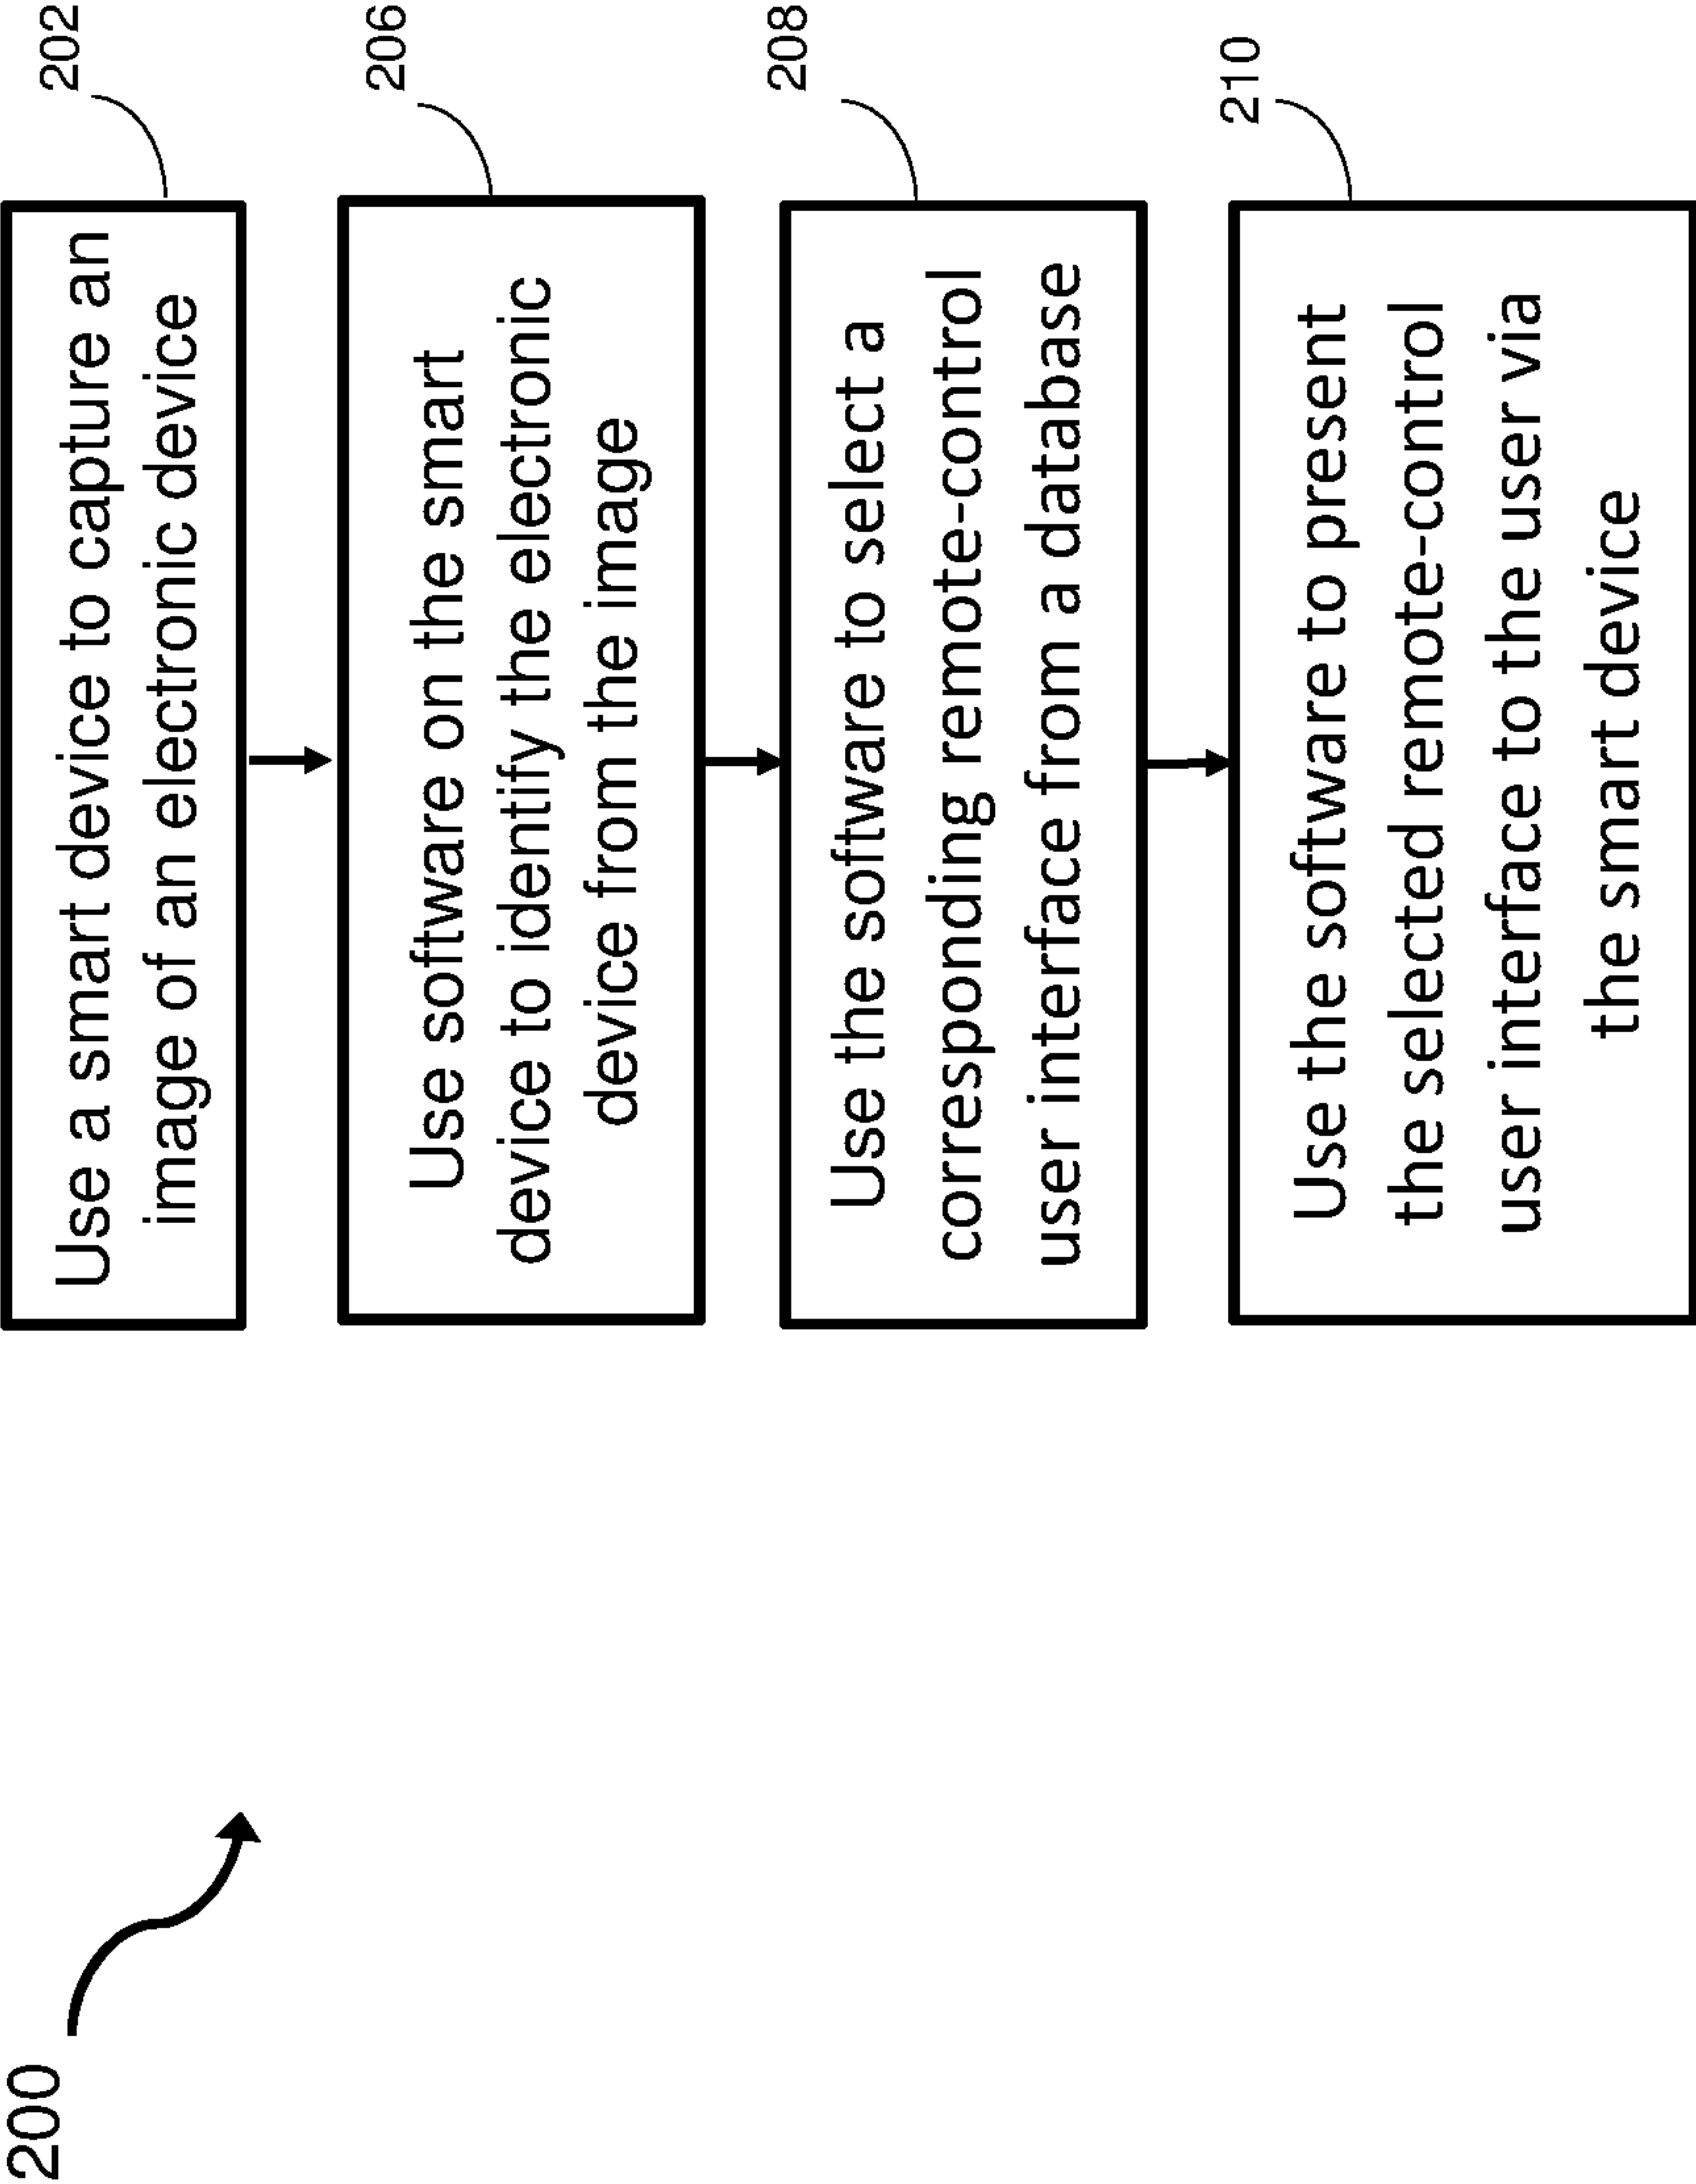 200
202
Use a smart device to capture an
image of an electronic device
206
Use software on the smart
device to identify the electronic
device from the image
208
Use the software to select a
corresponding remote-control
user interface from a database
210
Use the software to present
the selected remote-control
user interface to the user via
the smart device